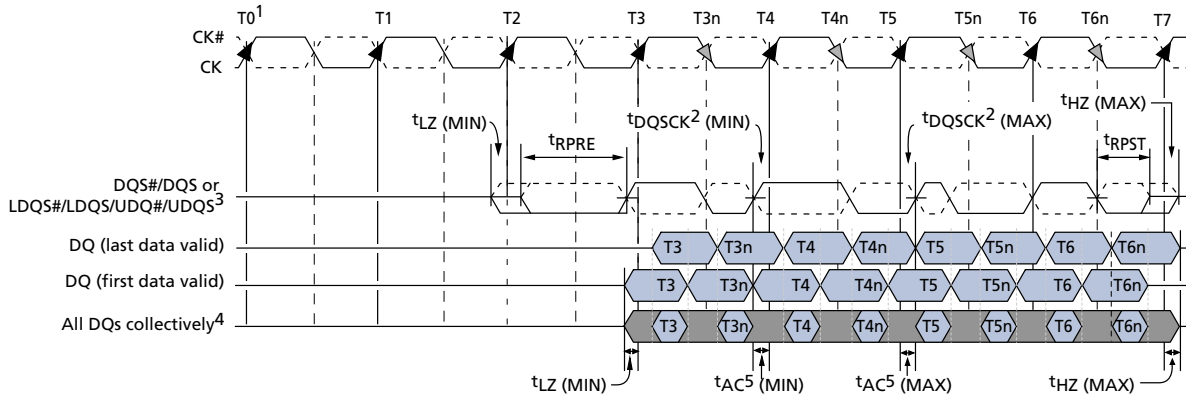 T0¹ T1 T2 T3 T3n T4 T4n T5 T5n T6 T6n T7
CK#
CK
tHZ (MAX)
tLZ (MIN) tDQSCK² (MIN) tDQSCK² (MAX)
tRPRE tRPST
DQS#/DQS or
LDQS#/LDQS/UDQ#/UDQS³
DQ (last data valid) T3 T3n T4 T4n T5 T5n T6 T6n
DQ (first data valid) T3 T3n T4 T4n T5 T5n T6 T6n
All DQs collectively⁴ T3 T3n T4 T4n T5 T5n T6 T6n
tLZ (MIN) tAC⁵ (MIN) tAC⁵ (MAX) tHZ (MAX)